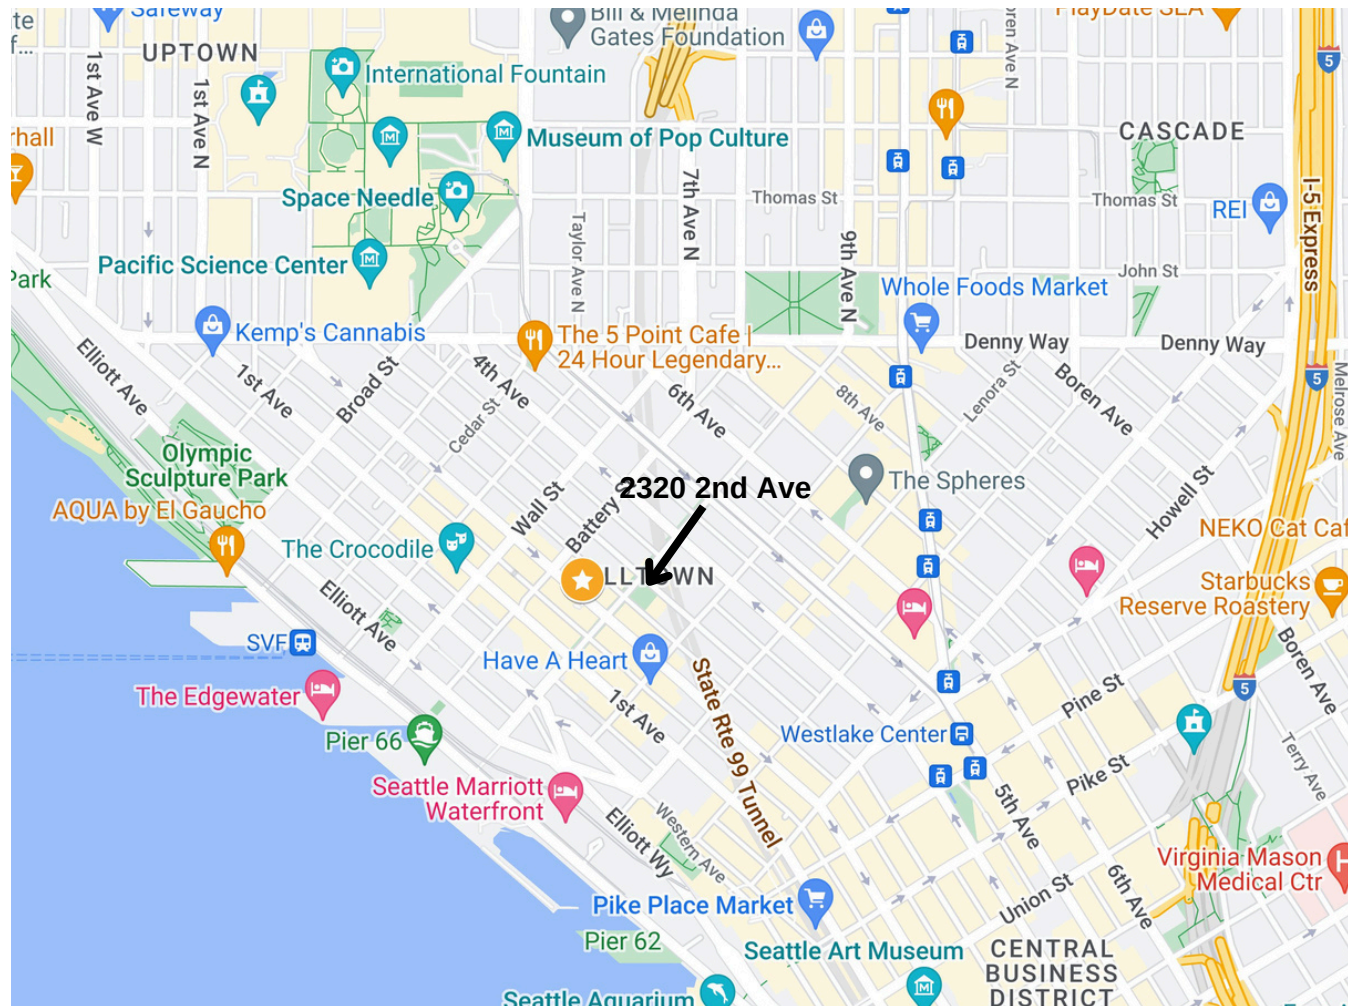 Safeway
te
f...
UPTOWN
1st Ave W
1st Ave N
International Fountain
Bill & Melinda
Gates Foundation
PlayDate SEA
I-5
Museum of Pop Culture
CASCADE
rhall
Space Needle
Taylor Ave N
7th Ave N
Thomas St
9th Ave N
Thomas St
REI
I-5 Express
Pacific Science Center
John St
Park
Whole Foods Market
Kemp's Cannabis
The 5 Point Cafe |
24 Hour Legendary...
Denny Way
Denny Way
Elliott Ave
1st Ave
Broad St
4th Ave
Cedar St
6th Ave
8th Ave
Lenora St
Boren Ave
5
Melrose Ave
Olympic
Sculpture Park
2320 2nd Ave
The Spheres
Howell St
AQUA by El Gaucho
Wall St
Battery S
NEKO Cat Caf
The Crocodile
LLTOWN
Starbucks
Reserve Roastery
Elliott Ave
SVF
Have A Heart
Boren Ave
The Edgewater
State Rte 99 Tunnel
Pine St
5
1st Ave
Pier 66
Westlake Center
Seattle Marriott
Waterfront
Pike St
Terry Ave
5th Ave
Elliott Wy
Western Ave
Virginia Mason
Medical Ctr
H
6th Ave
Union St
Pike Place Market
Pier 62
Seattle Art Museum
CENTRAL
BUSINESS
DISTRICT
Seattle Aquarium